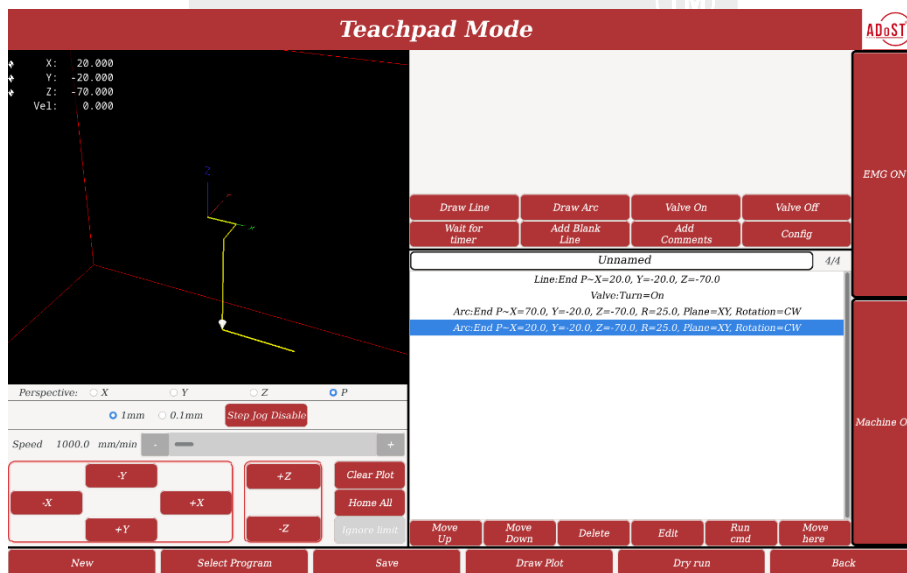 Teachpad Mode
ADoST
X: 20.000
Y: -20.000
Z: -70.000
Vel: 0.000
Z
X
EMG ON
Draw Line
Draw Arc
Valve On
Valve Off
Wait for timer
Add Blank Line
Add Comments
Config
Unnamed
4/4
Line:End P~X=20.0, Y=-20.0, Z=-70.0
Valve:Turn=On
Arc:End P~X=70.0, Y=-20.0, Z=-70.0, R=25.0, Plane=XY, Rotation=CW
Arc:End P~X=20.0, Y=-20.0, Z=-70.0, R=25.0, Plane=XY, Rotation=CW
Perspective: X Y Z P
1mm 0.1mm Step Jog Disable
Machine O
Speed 1000.0 mm/min - +
-Y
-X
+X
+Y
+Z
-Z
Clear Plot
Home All
Ignore limit
Move Up
Move Down
Delete
Edit
Run cmd
Move here
New
Select Program
Save
Draw Plot
Dry run
Back